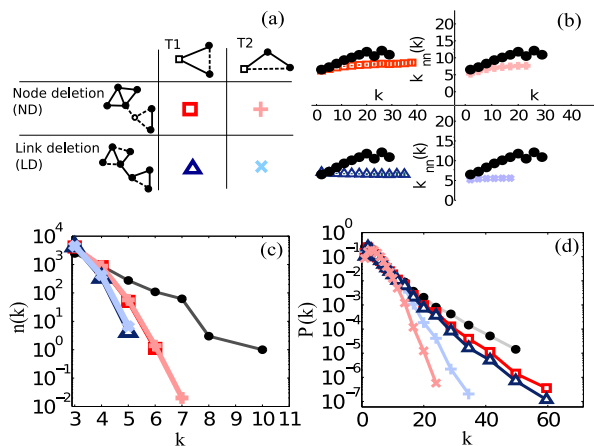 (a)
T1 T2
Node deletion
(ND)
Link deletion
(LD)
(b)
20
15
10
5
0
k nn(k)
0 10 20 30 40
k
0 10 20 30 40
k
20
15
10
5
0
k nn(k)
(c)
10^4
10^3
10^2
10^1
10^0
10^-1
10^-2
n(k)
3 4 5 6 7 8 9 10 11
k
(d)
10^0
10^-1
10^-2
10^-3
10^-4
10^-5
10^-6
10^-7
P(k)
0 20 40 60
k